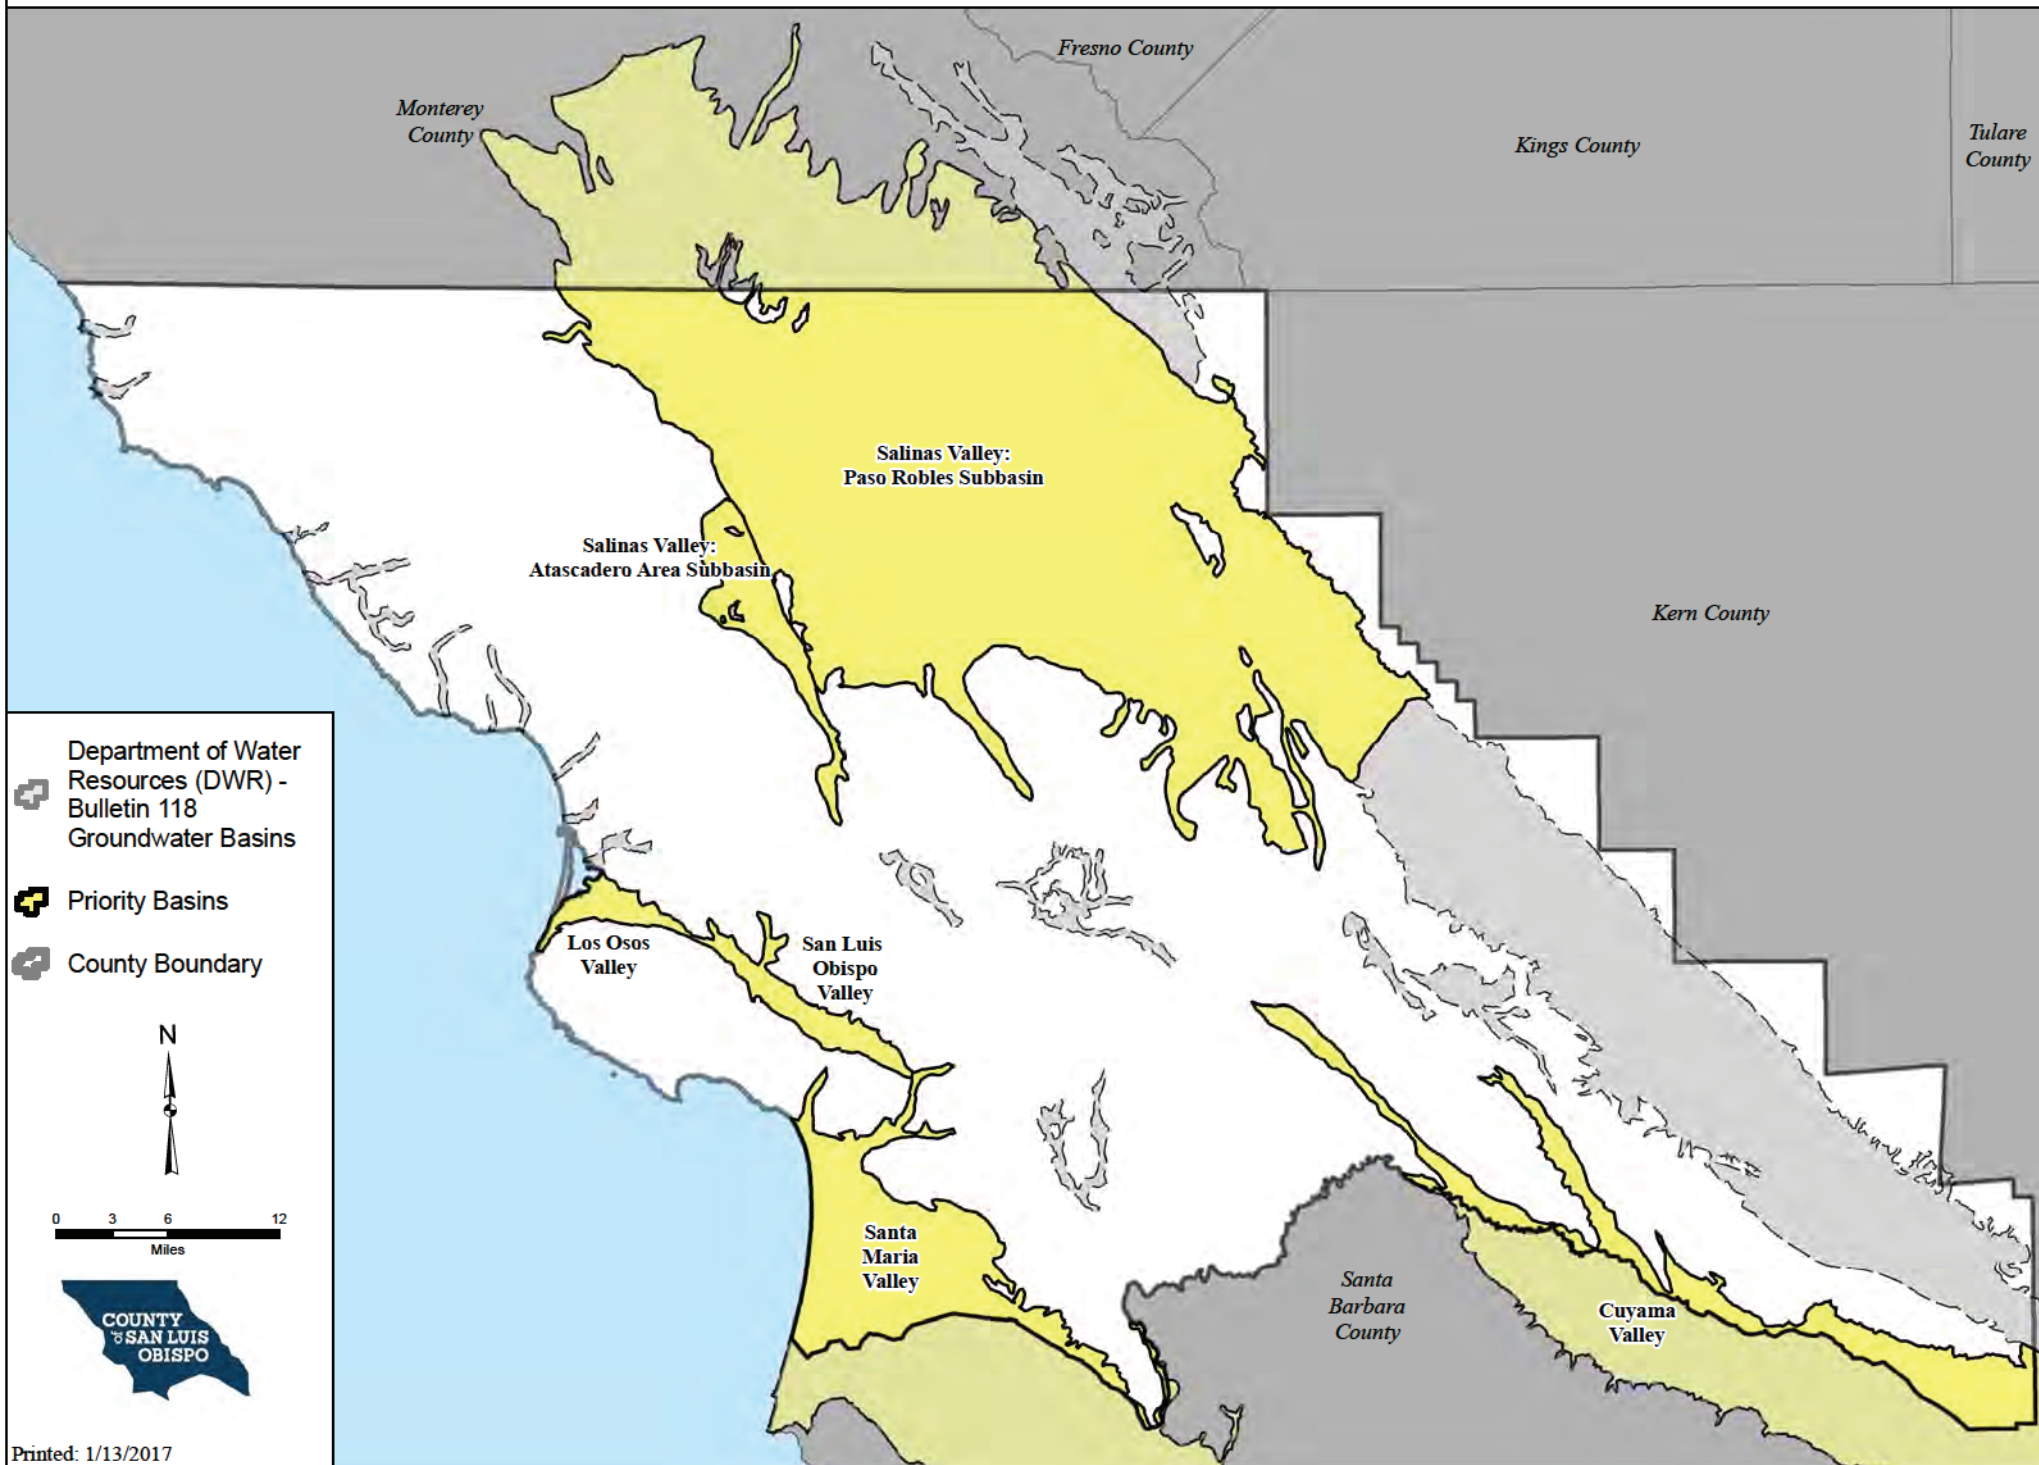 Fresno County
Monterey
County
Kings County
Tulare
County
Salinas Valley:
Paso Robles Subbasin
Salinas Valley:
Atascadero Area Subbasin
Kern County
Department of Water
Resources (DWR) -
Bulletin 118
Groundwater Basins
Priority Basins
County Boundary
Los Osos
Valley
San Luis
Obispo
Valley
N
0 3 6 12
Miles
Santa
Maria
Valley
Santa
Barbara
County
Cuyama
Valley
COUNTY
OF SAN LUIS
OBISPO
Printed: 1/13/2017